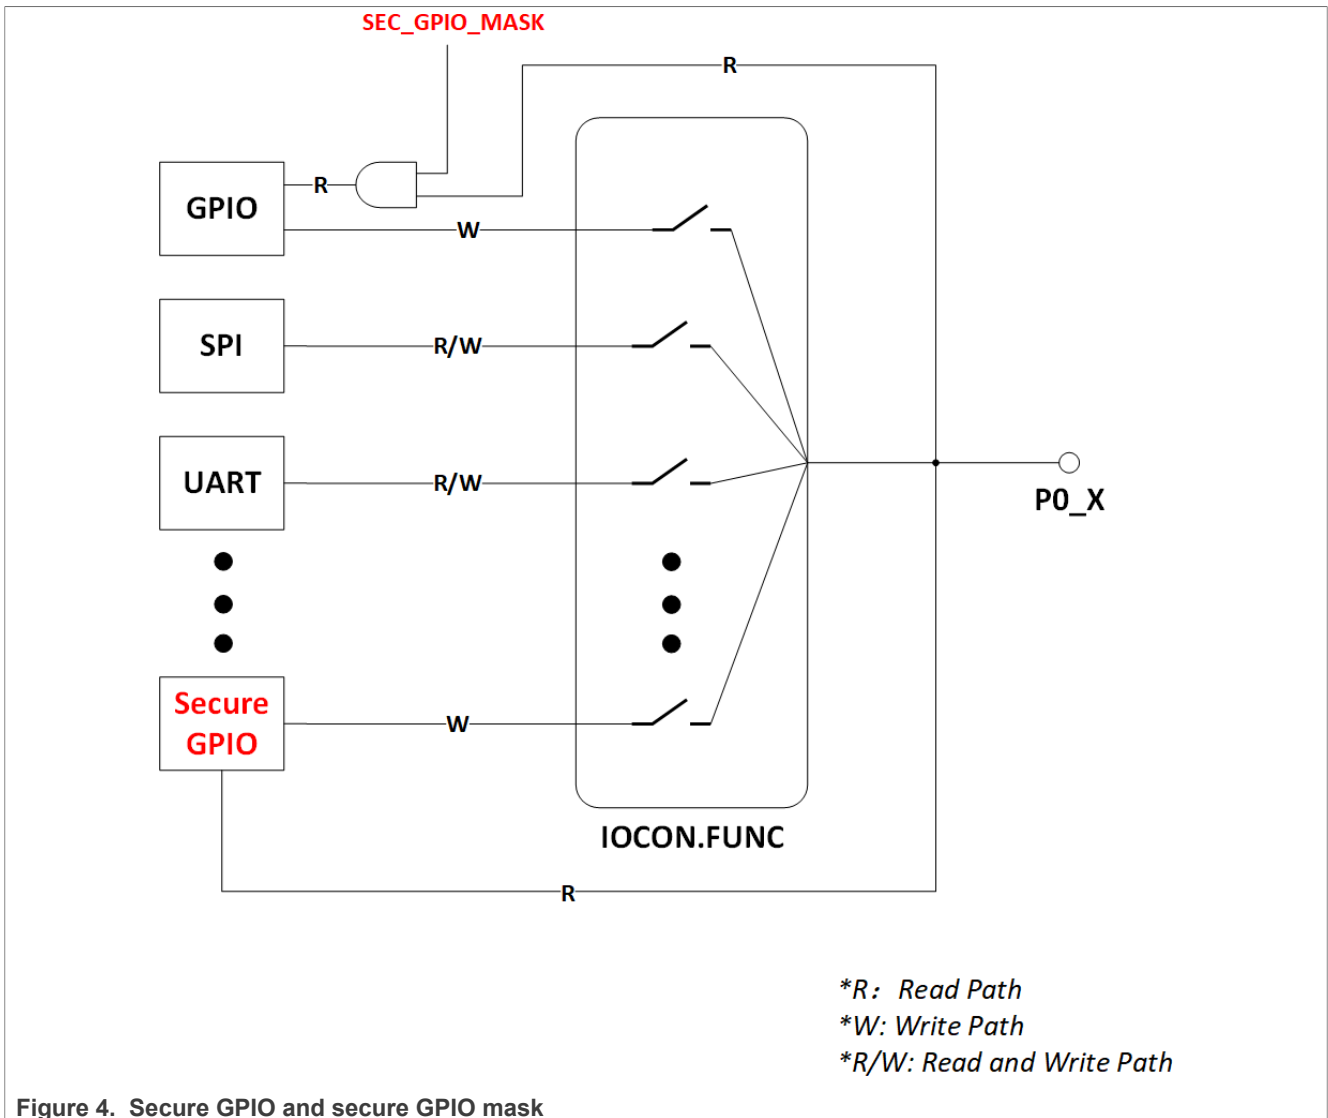 SEC_GPIO_MASK
R
R
GPIO
W
SPI
R/W
UART
R/W
P0_X
Secure
GPIO
W
IOCON.FUNC
R
*R： Read Path
*W: Write Path
*R/W: Read and Write Path
Figure 4. Secure GPIO and secure GPIO mask